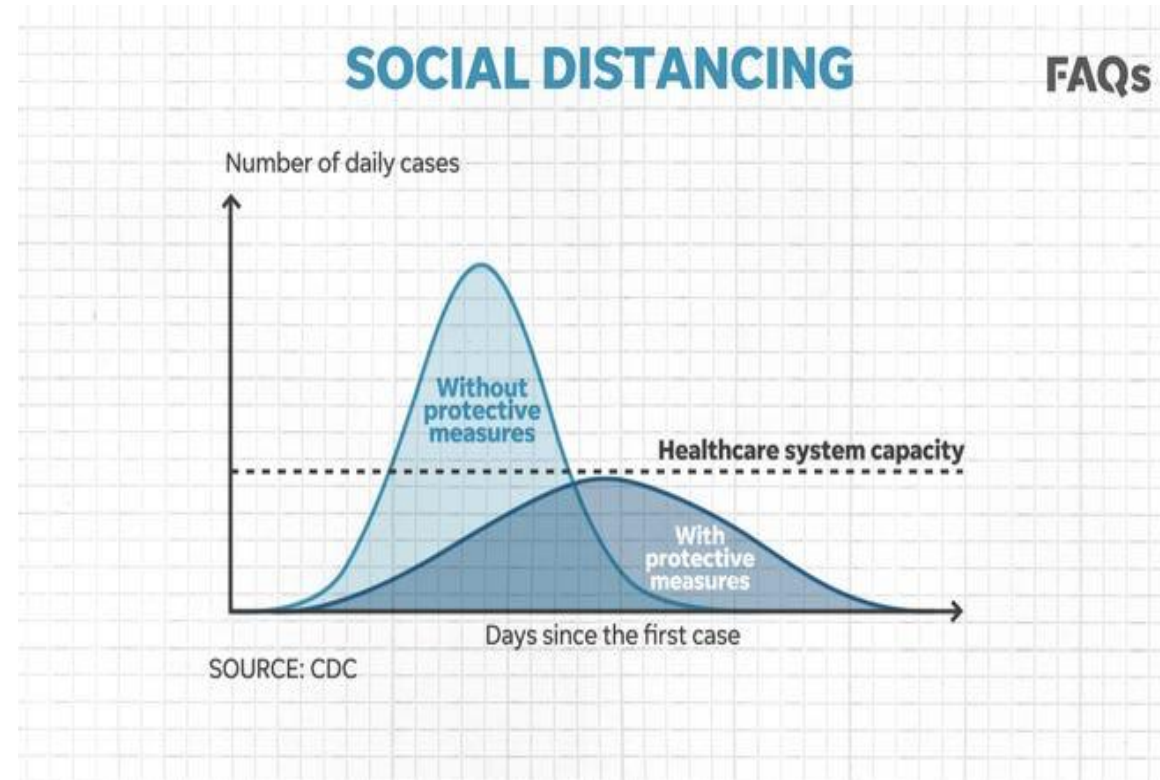 SOCIAL DISTANCING
FAQs
Number of daily cases
Without
protective
measures
Healthcare system capacity
With
protective
measures
Days since the first case
SOURCE: CDC